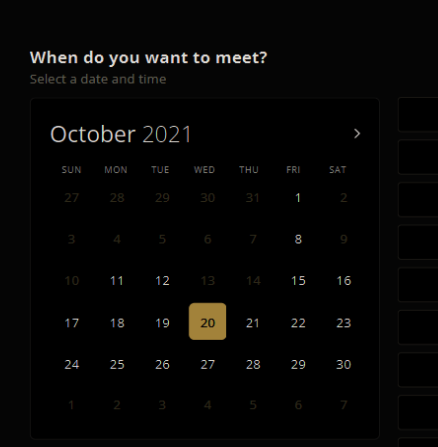 When do you want to meet?
Select a date and time
October 2021 >
SUN MON TUE WED THU FRI SAT
27 28 29 30 31 1 2
3 4 5 6 7 8 9
10 11 12 13 14 15 16
17 18 19 20 21 22 23
24 25 26 27 28 29 30
1 2 3 4 5 6 7